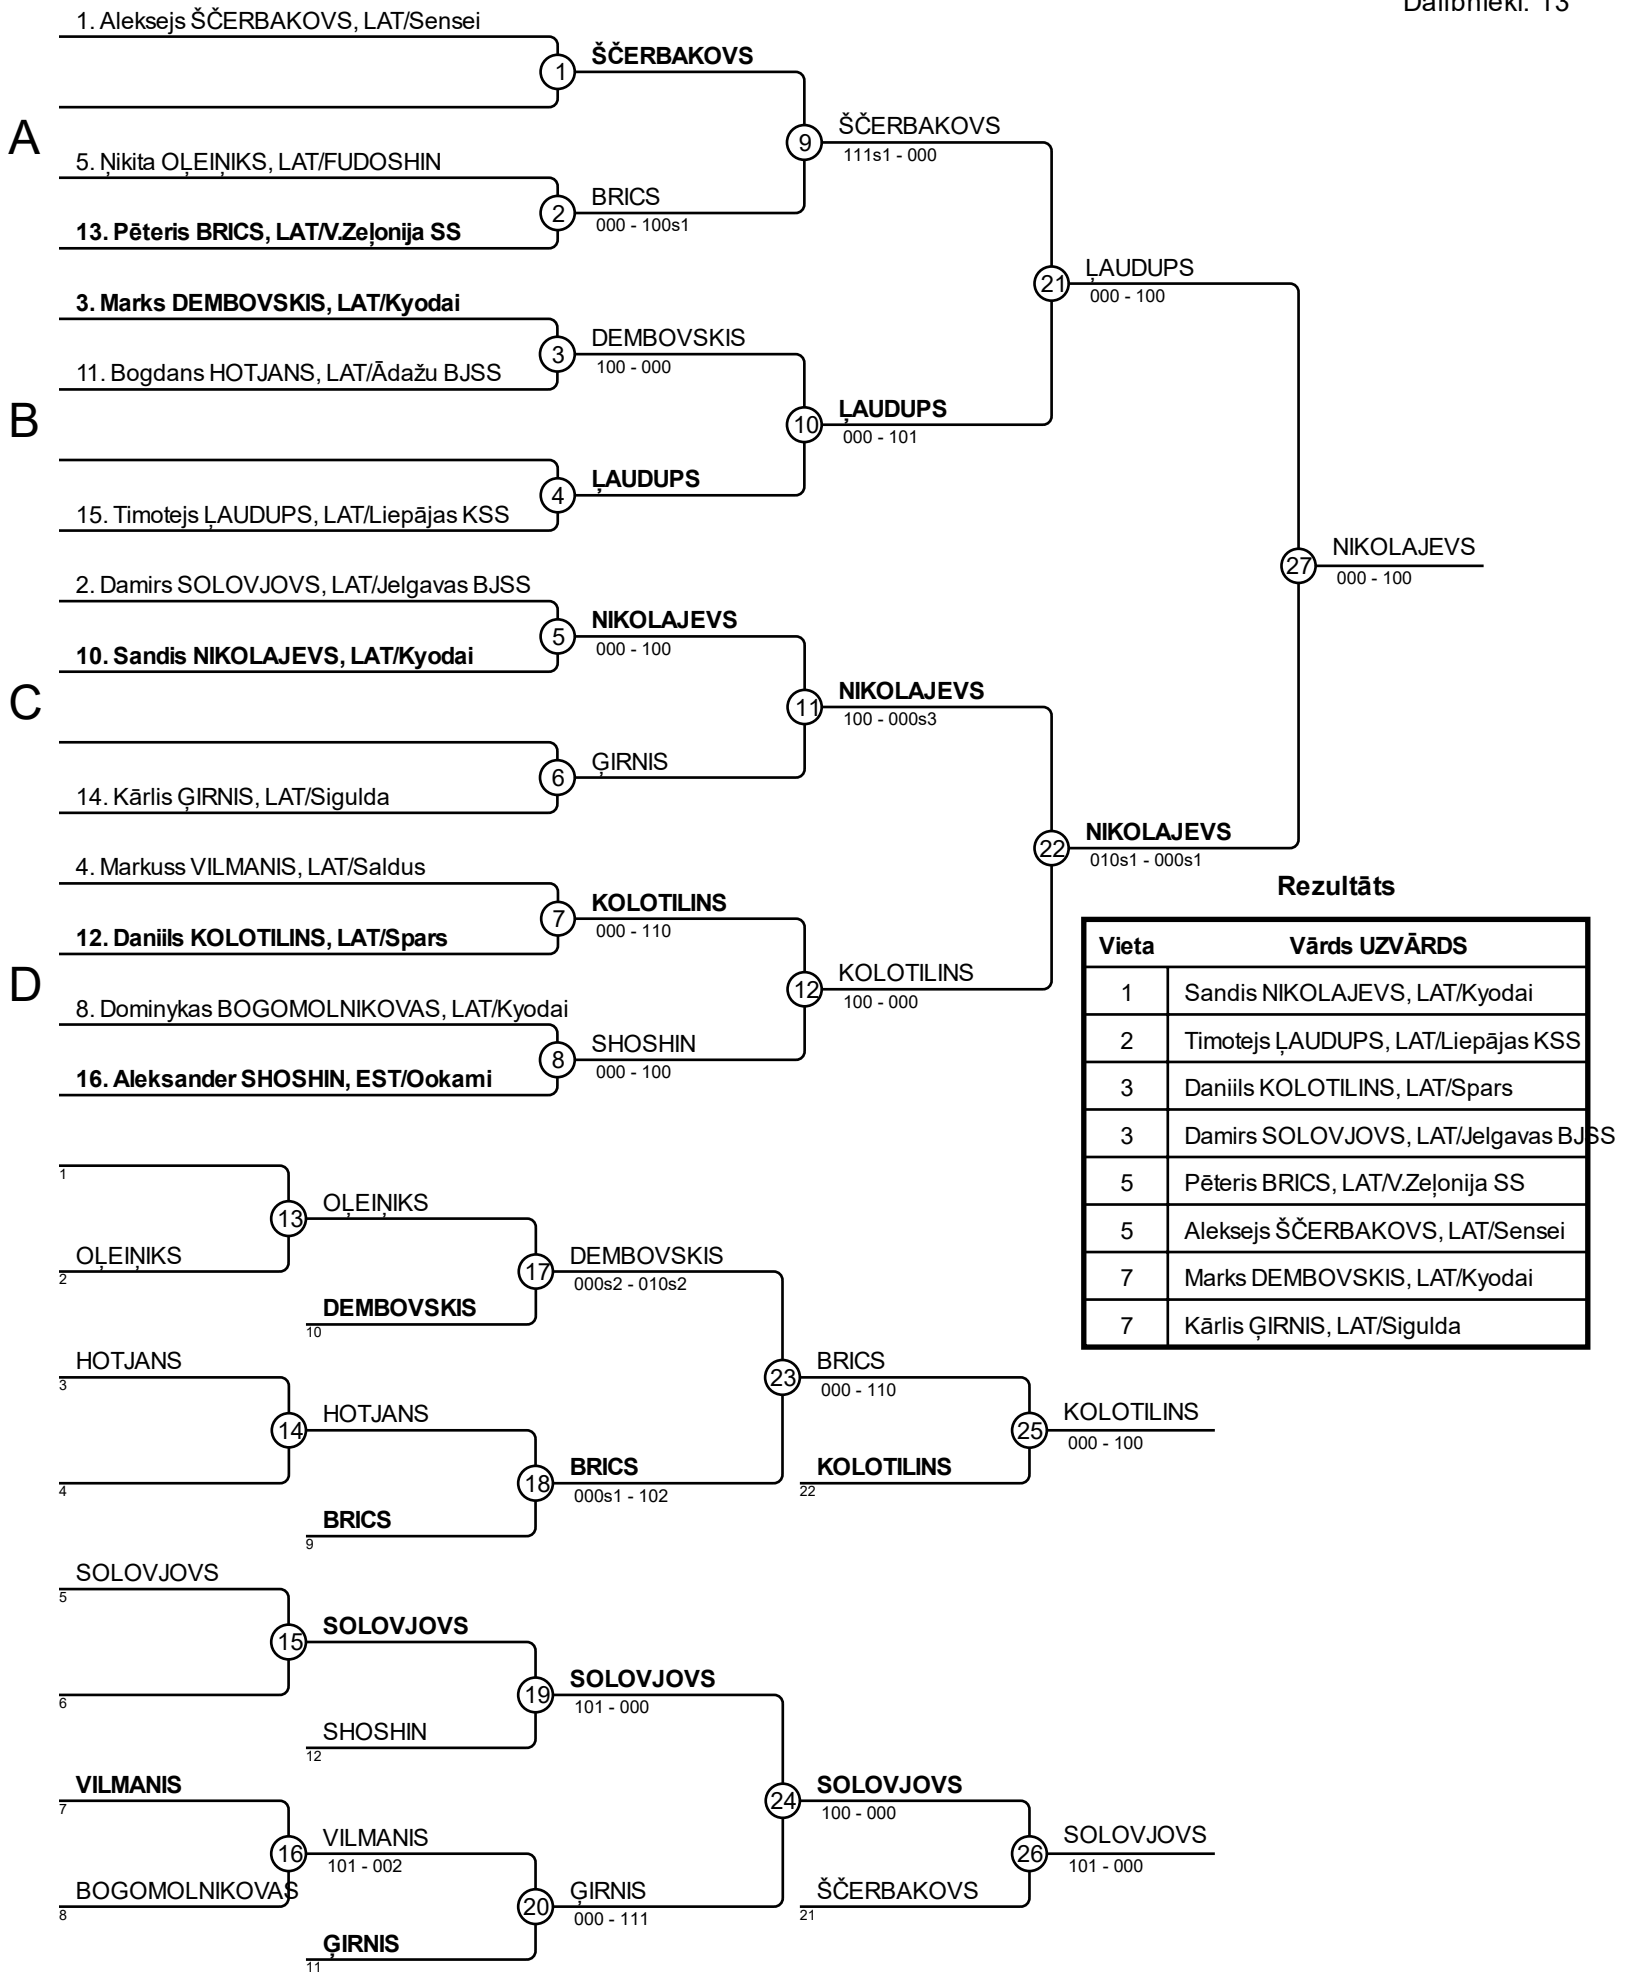 Dalībnieki: 13
1. Aleksejs ŠČERBAKOVS, LAT/Sensei
1
ŠČERBAKOVS
A
5. Ņikita OĻEIŅIKS, LAT/FUDOSHIN
2
BRICS
000 - 100s1
13. Pēteris BRICS, LAT/V.Zeļonija SS
9
ŠČERBAKOVS
111s1 - 000
3. Marks DEMBOVSKIS, LAT/Kyodai
3
DEMBOVSKIS
100 - 000
11. Bogdans HOTJANS, LAT/Ādažu BJSS
B
10
ĻAUDUPS
000 - 101
4
ĻAUDUPS
15. Timotejs ĻAUDUPS, LAT/Liepājas KSS
21
ĻAUDUPS
000 - 100
2. Damirs SOLOVJOVS, LAT/Jelgavas BJSS
5
NIKOLAJEVS
000 - 100
10. Sandis NIKOLAJEVS, LAT/Kyodai
C
11
NIKOLAJEVS
100 - 000s3
6
ĢIRNIS
14. Kārlis ĢIRNIS, LAT/Sigulda
27
NIKOLAJEVS
000 - 100
4. Markuss VILMANIS, LAT/Saldus
7
KOLOTILINS
000 - 110
12. Daniils KOLOTILINS, LAT/Spars
22
NIKOLAJEVS
010s1 - 000s1
D
12
KOLOTILINS
100 - 000
8. Dominykas BOGOMOLNIKOVAS, LAT/Kyodai
8
SHOSHIN
000 - 100
16. Aleksander SHOSHIN, EST/Ookami
Rezultāts
Vieta Vārds UZVĀRDS
1 Sandis NIKOLAJEVS, LAT/Kyodai
2 Timotejs ĻAUDUPS, LAT/Liepājas KSS
3 Daniils KOLOTILINS, LAT/Spars
3 Damirs SOLOVJOVS, LAT/Jelgavas BJSS
5 Pēteris BRICS, LAT/V.Zeļonija SS
5 Aleksejs ŠČERBAKOVS, LAT/Sensei
7 Marks DEMBOVSKIS, LAT/Kyodai
7 Kārlis ĢIRNIS, LAT/Sigulda
1
13
OĻEIŅIKS
OĻEIŅIKS
2
17
DEMBOVSKIS
000s2 - 010s2
DEMBOVSKIS
10
HOTJANS
3
14
HOTJANS
4
18
BRICS
000s1 - 102
BRICS
9
23
BRICS
000 - 110
25
KOLOTILINS
000 - 100
KOLOTILINS
22
SOLOVJOVS
5
15
SOLOVJOVS
6
19
SOLOVJOVS
101 - 000
SHOSHIN
12
VILMANIS
7
16
VILMANIS
101 - 002
BOGOMOLNIKOVAS
8
20
ĢIRNIS
000 - 111
ĢIRNIS
11
24
SOLOVJOVS
100 - 000
26
SOLOVJOVS
101 - 000
ŠČERBAKOVS
21